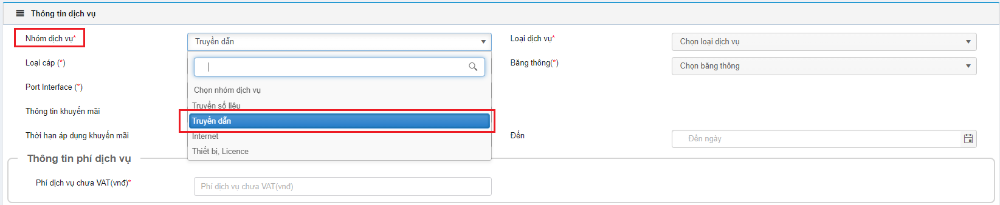 Thông tin dịch vụ
Nhóm dịch vụ*
Truyền dẫn
Loại dịch vụ*
Chọn loại dịch vụ
Loại cáp (*)
Băng thông(*)
Chọn băng thông
Port Interface (*)
Chọn nhóm dịch vụ
Thông tin khuyến mãi
Truyền số liệu
Truyền dẫn
Thời hạn áp dụng khuyến mãi
Internet
Đến
Đến ngày
Thiết bị, Licence
Thông tin phí dịch vụ
Phí dịch vụ chưa VAT(vnđ)*
Phí dịch vụ chưa VAT(vnđ)